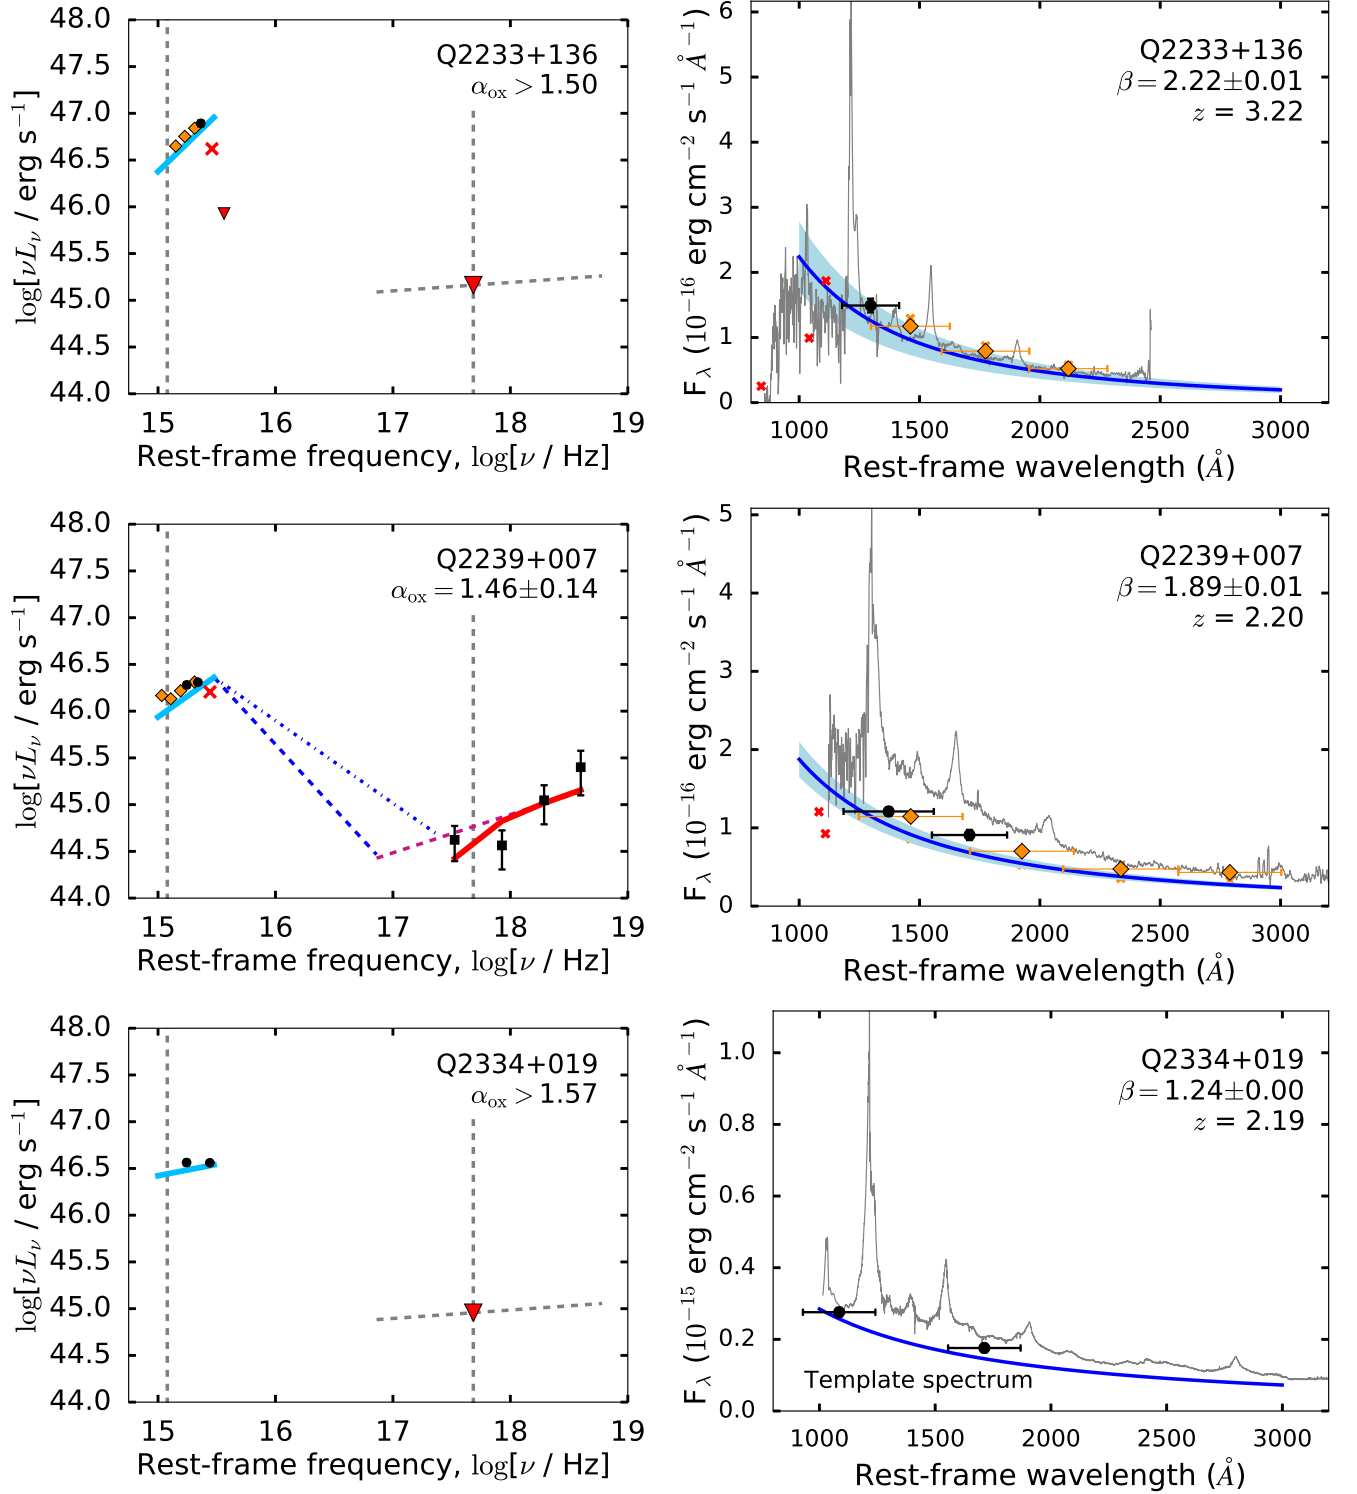 48.0
47.5
47.0
46.5
46.0
45.5
45.0
44.5
44.0
log[νLν / erg s⁻¹]
Q2233+136
αox > 1.50
15 16 17 18 19
Rest-frame frequency, log[ν / Hz]
6
5
4
3
2
1
0
Fλ (10⁻¹⁶ erg cm⁻² s⁻¹ Å⁻¹)
Q2233+136
β = 2.22±0.01
z = 3.22
1000 1500 2000 2500 3000
Rest-frame wavelength (Å)
48.0
47.5
47.0
46.5
46.0
45.5
45.0
44.5
44.0
log[νLν / erg s⁻¹]
Q2239+007
αox = 1.46±0.14
15 16 17 18 19
Rest-frame frequency, log[ν / Hz]
5
4
3
2
1
0
Fλ (10⁻¹⁶ erg cm⁻² s⁻¹ Å⁻¹)
Q2239+007
β = 1.89±0.01
z = 2.20
1000 1500 2000 2500 3000
Rest-frame wavelength (Å)
48.0
47.5
47.0
46.5
46.0
45.5
45.0
44.5
44.0
log[νLν / erg s⁻¹]
Q2334+019
αox > 1.57
15 16 17 18 19
Rest-frame frequency, log[ν / Hz]
1.0
0.8
0.6
0.4
0.2
0.0
Fλ (10⁻¹⁵ erg cm⁻² s⁻¹ Å⁻¹)
Q2334+019
β = 1.24±0.00
z = 2.19
Template spectrum
1000 1500 2000 2500 3000
Rest-frame wavelength (Å)